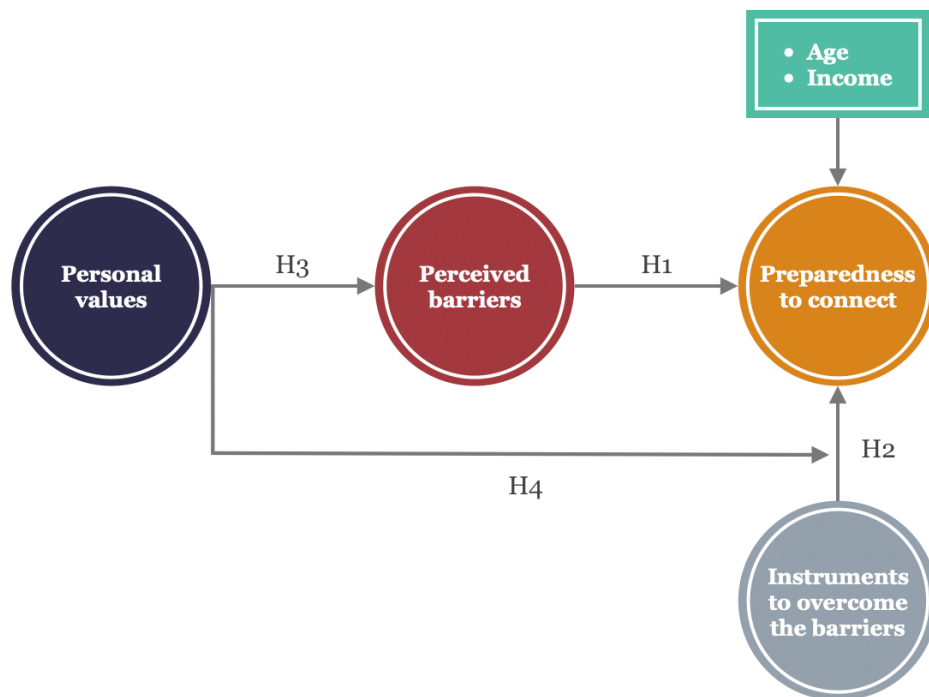 • Age
• Income
Personal
values
H3
Perceived
barriers
H1
Preparedness
to connect
H4
H2
Instruments
to overcome
the barriers